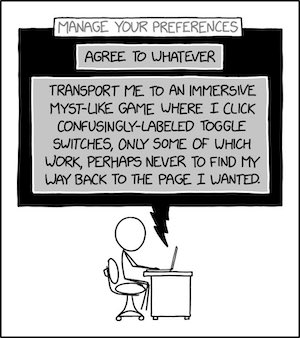 MANAGE YOUR PREFERENCES
AGREE TO WHATEVER
TRANSPORT ME TO AN IMMERSIVE
MYST-LIKE GAME WHERE I CLICK
CONFUSINGLY-LABELED TOGGLE
SWITCHES, ONLY SOME OF WHICH
WORK, PERHAPS NEVER TO FIND MY
WAY BACK TO THE PAGE I WANTED.